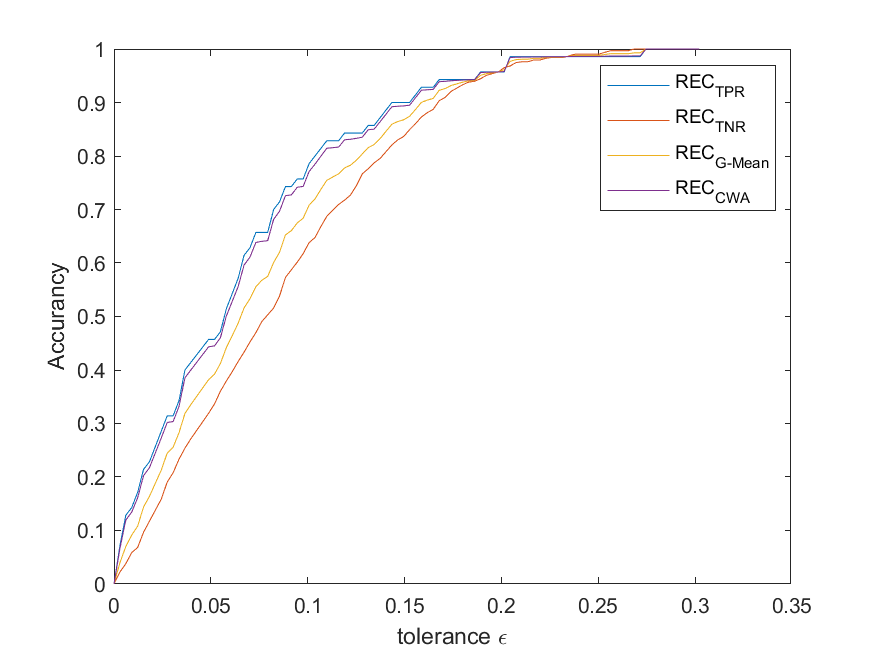 1
0.9
0.8
0.7
0.6
0.5
0.4
0.3
0.2
0.1
0
Accurancy
REC_TPR
REC_TNR
REC_G-Mean
REC_CWA
0 0.05 0.1 0.15 0.2 0.25 0.3 0.35
tolerance ϵ